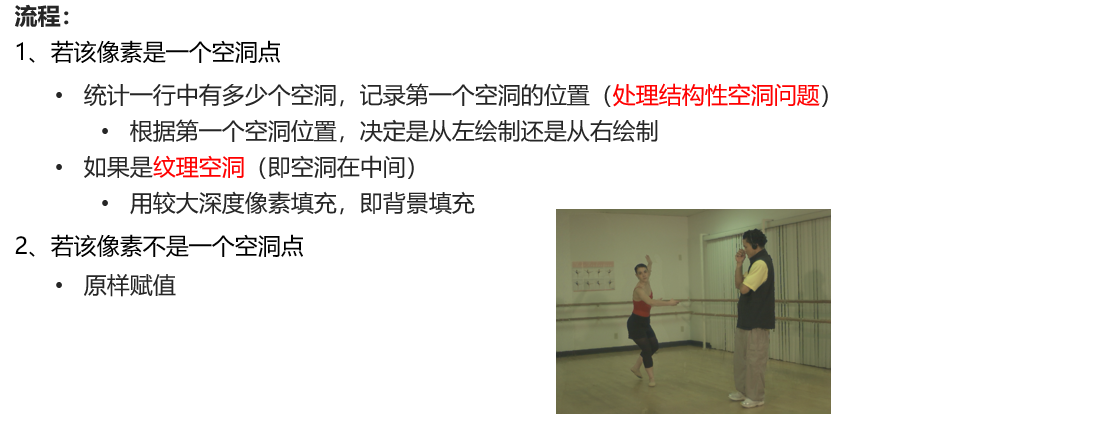 流程：
1、若该像素是一个空洞点
• 统计一行中有多少个空洞，记录第一个空洞的位置（处理结构性空洞问题）
• 根据第一个空洞位置，决定是从左绘制还是从右绘制
• 如果是纹理空洞（即空洞在中间）
• 用较大深度像素填充，即背景填充
2、若该像素不是一个空洞点
• 原样赋值